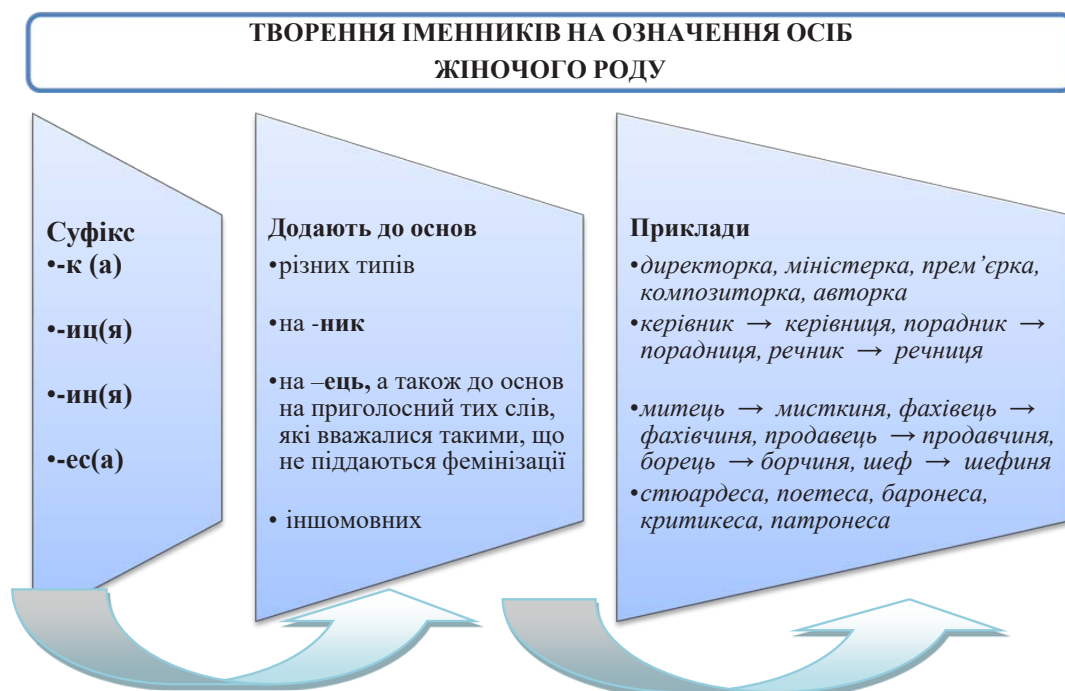 ТВОРЕННЯ ІМЕННИКІВ НА ОЗНАЧЕННЯ ОСІБ
ЖІНОЧОГО РОДУ
Суфікс
•-к (а)
•-иц(я)
•-ин(я)
•-ес(а)
Додають до основ
•різних типів
•на -ник
•на –ець, а також до основ
на приголосний тих слів,
які вважалися такими, що
не піддаються фемінізації
• іншомовних
Приклади
•директорка, міністерка, прем’єрка,
композиторка, авторка
•керівник → керівниця, порадник →
порадниця, речник → речниця
•митець → мисткиня, фахівець →
фахівчиня, продавець → продавчиня,
борець → борчиня, шеф → шефиня
•стюардеса, поетеса, баронеса,
критикеса, патронеса